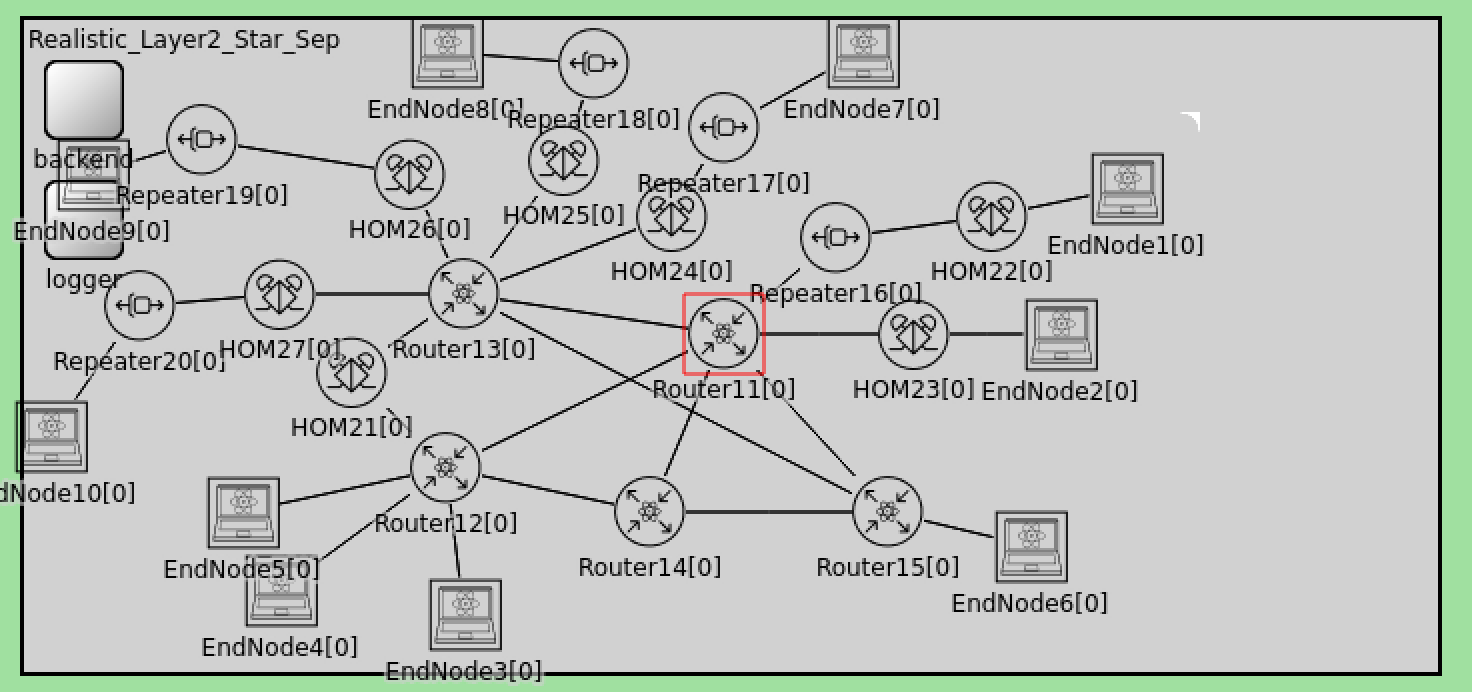 Realistic_Layer2_Star_Sep
EndNode8[0]
Repeater18[0]
EndNode7[0]
backend
Repeater19[0]
Repeater17[0]
EndNode9[0]
HOM26[0]
HOM25[0]
EndNode1[0]
logger
HOM24[0]
HOM22[0]
Repeater16[0]
Repeater20[0]
HOM27[0]
Router13[0]
Router11[0]
HOM23[0]
EndNode2[0]
HOM21[0]
dNode10[0]
Router12[0]
EndNode5[0]
Router14[0]
Router15[0]
EndNode6[0]
EndNode4[0]
EndNode3[0]